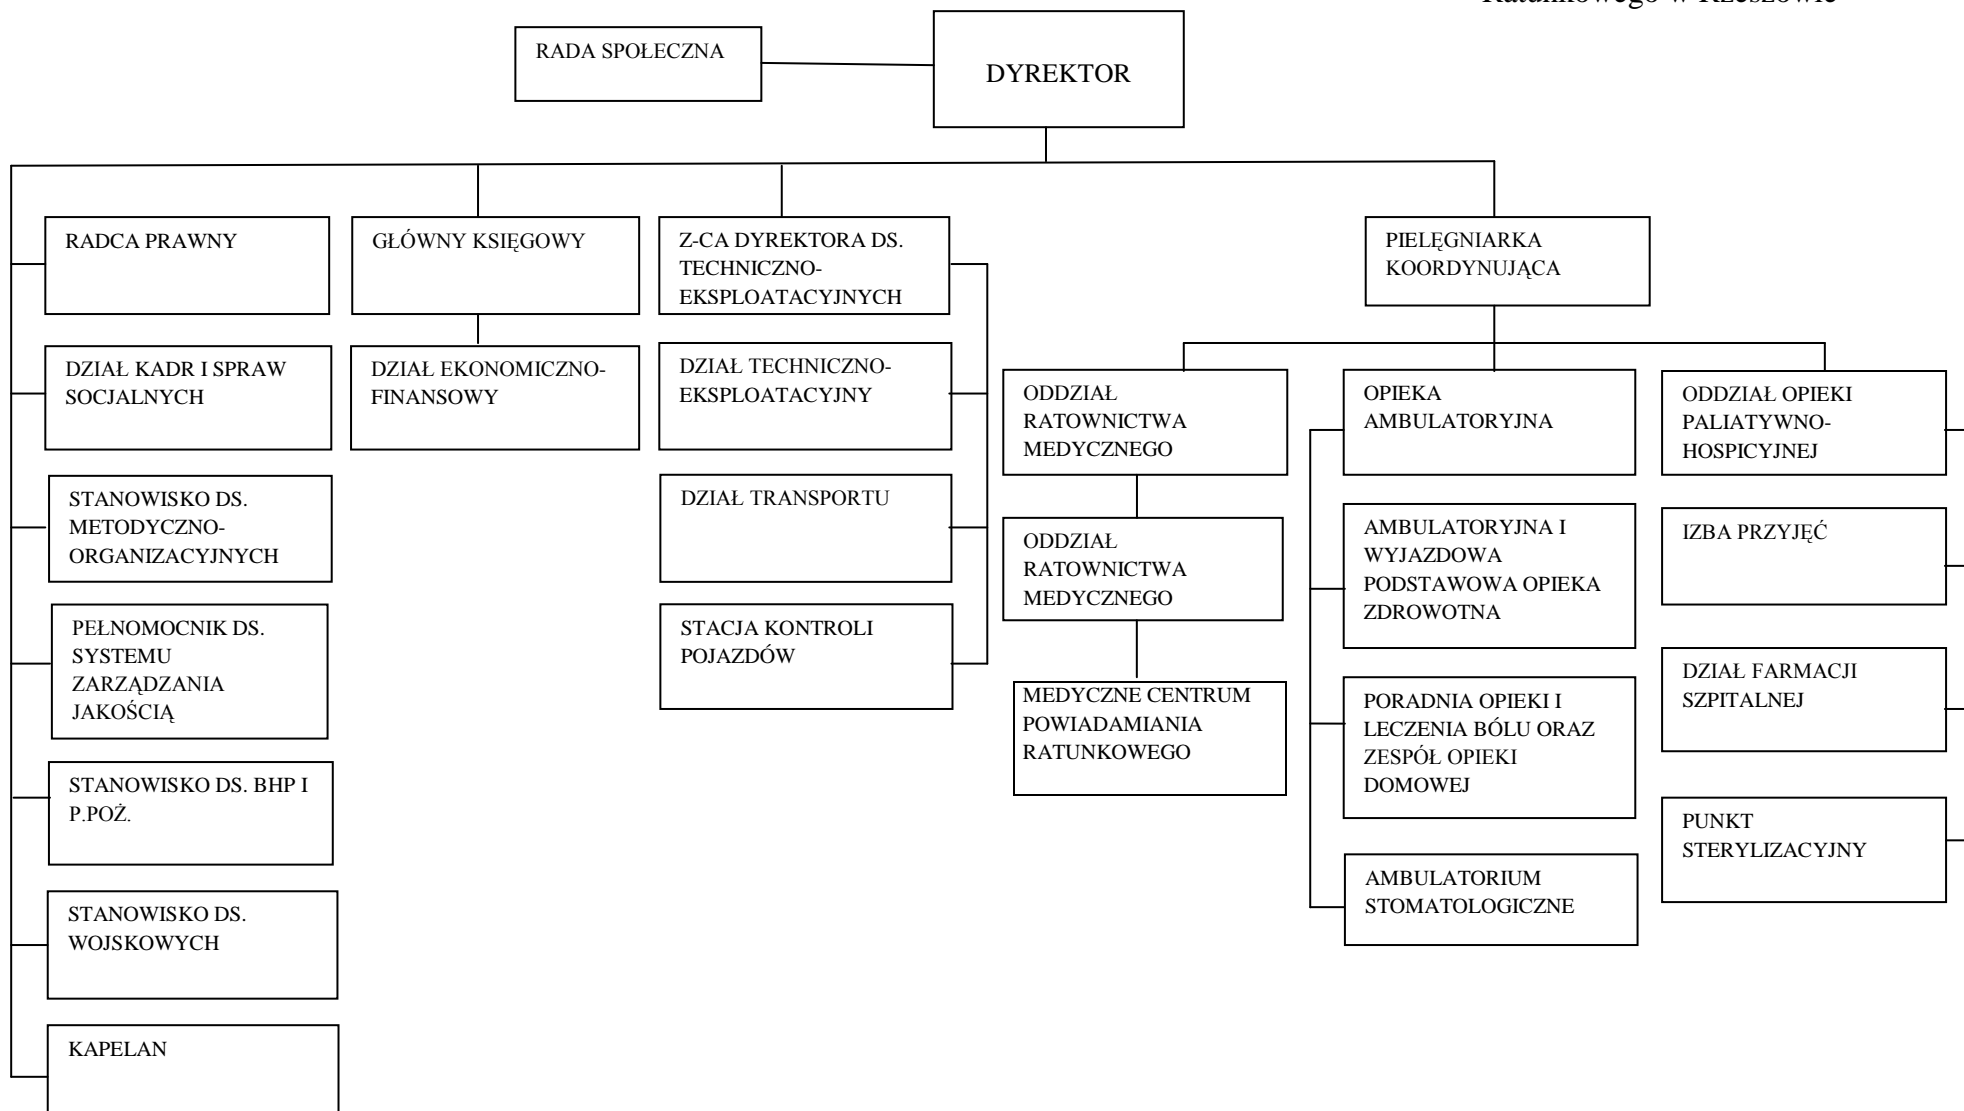 Ratunkowego w Rzeszowie
RADA SPOŁECZNA
DYREKTOR
RADCA PRAWNY
GŁÓWNY KSIĘGOWY
Z-CA DYREKTORA DS.
TECHNICZNO-
EKSPLOATACYJNYCH
PIELĘGNIARKA
KOORDYNUJĄCA
DZIAŁ KADR I SPRAW
SOCJALNYCH
DZIAŁ EKONOMICZNO-
FINANSOWY
DZIAŁ TECHNICZNO-
EKSPLOATACYJNY
ODDZIAŁ
RATOWNICTWA
MEDYCZNEGO
OPIEKA
AMBULATORYJNA
ODDZIAŁ OPIEKI
PALIATYWNO-
HOSPICYJNEJ
STANOWISKO DS.
METODYCZNO-
ORGANIZACYJNYCH
DZIAŁ TRANSPORTU
ODDZIAŁ
RATOWNICTWA
MEDYCZNEGO
AMBULATORYJNA I
WYJAZDOWA
PODSTAWOWA OPIEKA
ZDROWOTNA
IZBA PRZYJĘĆ
PEŁNOMOCNIK DS.
SYSTEMU
ZARZĄDZANIA
JAKOŚCIĄ
STACJA KONTROLI
POJAZDÓW
MEDYCZNE CENTRUM
POWIADAMIANIA
RATUNKOWEGO
PORADNIA OPIEKI I
LECZENIA BÓLU ORAZ
ZESPÓŁ OPIEKI
DOMOWEJ
DZIAŁ FARMACJI
SZPITALNEJ
STANOWISKO DS. BHP I
P.POŻ.
PUNKT
STERYLIZACYJNY
STANOWISKO DS.
WOJSKOWYCH
AMBULATORIUM
STOMATOLOGICZNE
KAPELAN